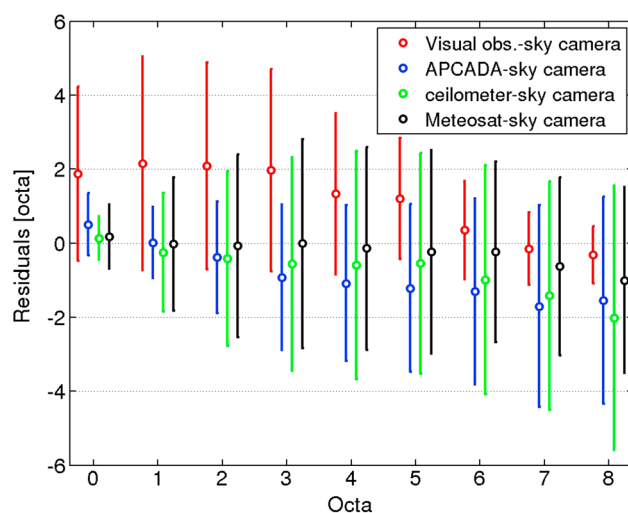 6
4
2
0
-2
-4
-6
Residuals [octa]
Visual obs.-sky camera
APCADA-sky camera
ceilometer-sky camera
Meteosat-sky camera
0 1 2 3 4 5 6 7 8
Octa